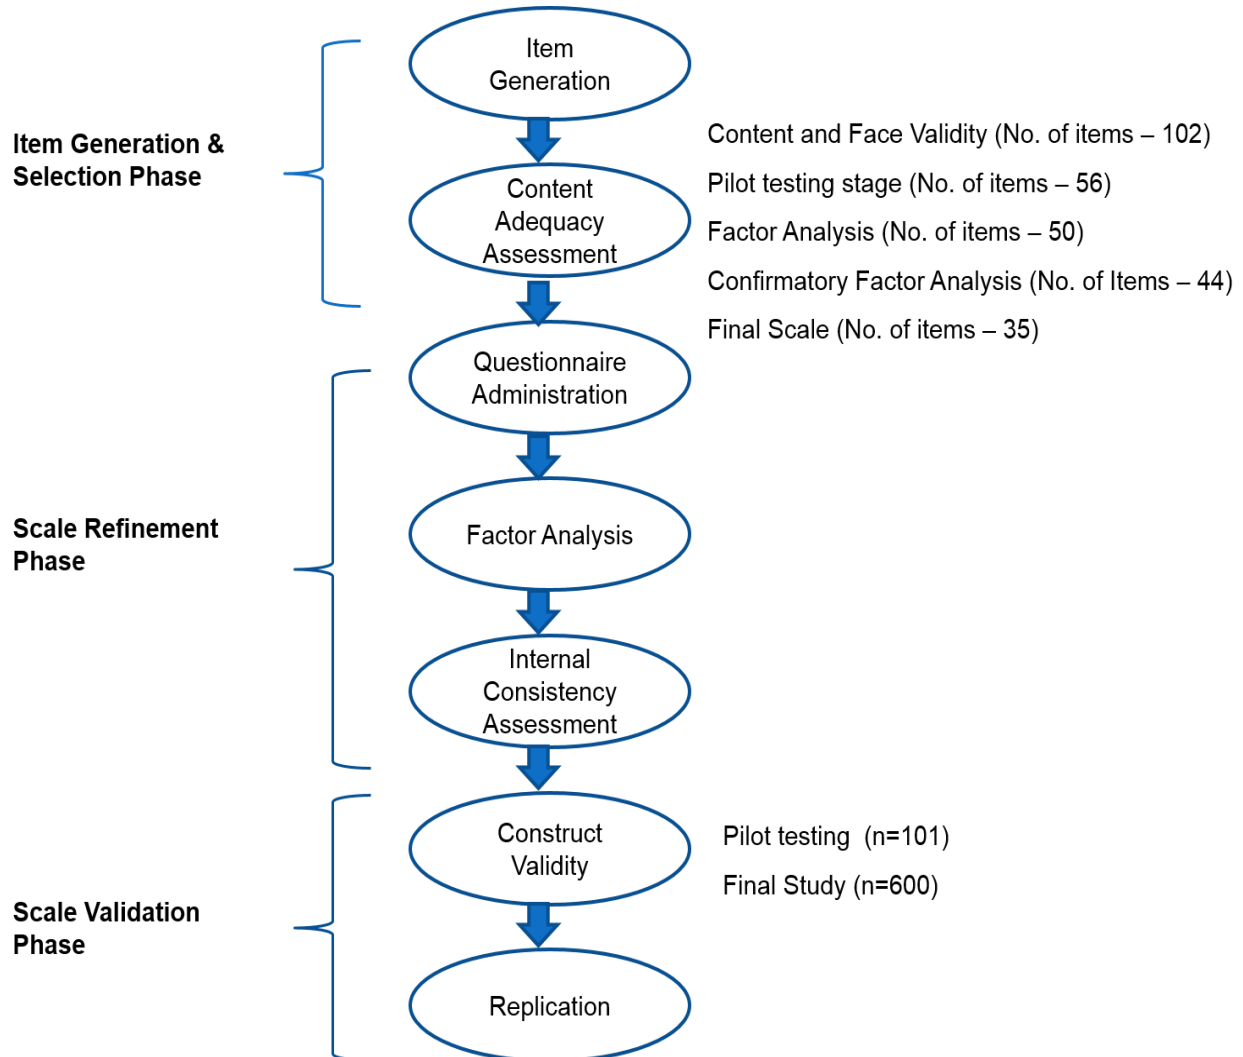 Item
Generation
Item Generation &
Selection Phase
Content
Adequacy
Assessment
Content and Face Validity (No. of items – 102)
Pilot testing stage (No. of items – 56)
Factor Analysis (No. of items – 50)
Confirmatory Factor Analysis (No. of Items – 44)
Final Scale (No. of items – 35)
Questionnaire
Administration
Scale Refinement
Phase
Factor Analysis
Internal
Consistency
Assessment
Construct
Validity
Pilot testing  (n=101)
Final Study (n=600)
Scale Validation
Phase
Replication